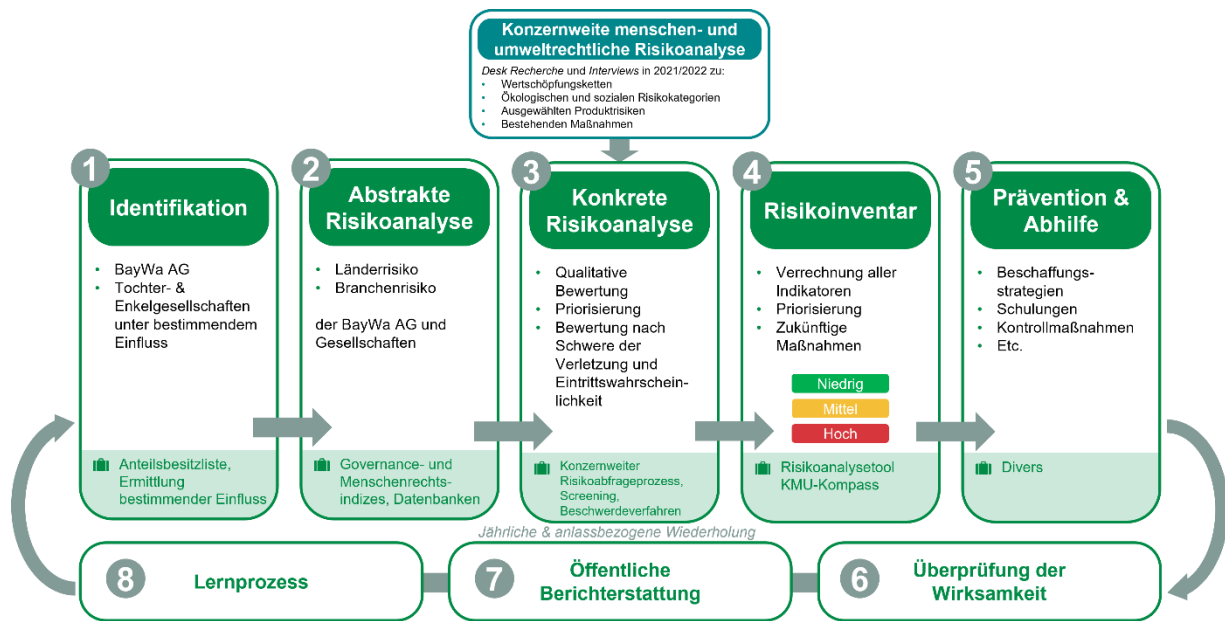 Konzernweite menschen- und
umweltrechtliche Risikoanalyse
Desk Recherche und Interviews in 2021/2022 zu:
• Wertschöpfungsketten
• Ökologischen und sozialen Risikokategorien
• Ausgewählten Produktrisiken
• Bestehenden Maßnahmen
1
Identifikation
• BayWa AG
• Tochter- &
Enkelgesellschaften
unter bestimmendem
Einfluss
Anteilsbesitzliste,
Ermittlung
bestimmender Einfluss
2
Abstrakte
Risikoanalyse
• Länderrisiko
• Branchenrisiko
der BayWa AG und
Gesellschaften
Governance- und
Menschenrechts-
indizes, Datenbanken
3
Konkrete
Risikoanalyse
• Qualitative
Bewertung
• Priorisierung
• Bewertung nach
Schwere der
Verletzung und
Eintrittswahrschein-
lichkeit
Konzernweiter
Risikoabfrageprozess,
Screening,
Beschwerdeverfahren
4
Risikoinventar
• Verrechnung aller
Indikatoren
• Priorisierung
• Zukünftige
Maßnahmen
Niedrig
Mittel
Hoch
Risikoanalysetool
KMU-Kompass
5
Prävention &
Abhilfe
• Beschaffungs-
strategien
• Schulungen
• Kontrollmaßnahmen
• Etc.
Divers
Jährliche & anlassbezogene Wiederholung
8
Lernprozess
7
Öffentliche
Berichterstattung
6
Überprüfung der
Wirksamkeit